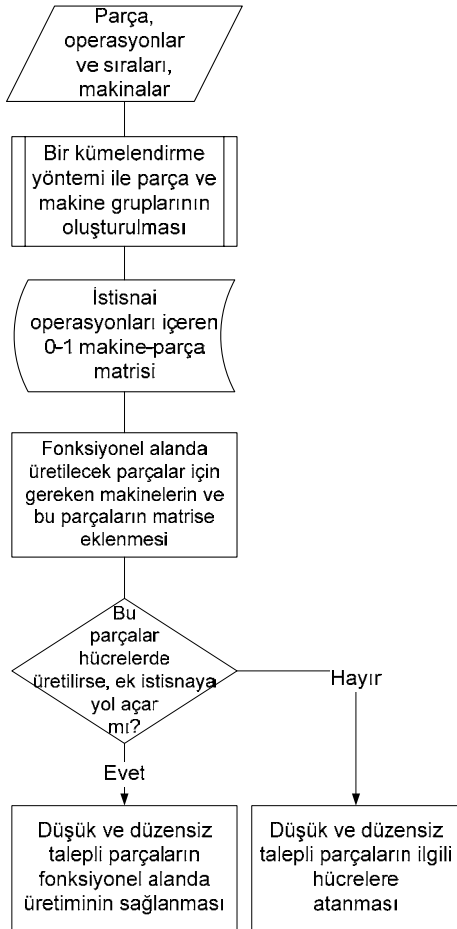 Parça,
operasyonlar
ve sıraları,
makinalar
Bir kümelendirme
yöntemi ile parça ve
makine gruplarının
oluşturulması
İstisnai
operasyonları içeren
0-1 makine-parça
matrisi
Fonksiyonel alanda
üretilecek parçalar için
gereken makinelerin ve
bu parçaların matrise
eklenmesi
Bu
parçalar
hücrelerde
üretilirse, ek istisnaya
yol açar
mı?
Hayır
Evet
Düşük ve düzensiz
talepli parçaların
fonksiyonel alanda
üretiminin sağlanması
Düşük ve düzensiz
talepli parçaların ilgili
hücrelere
atanması